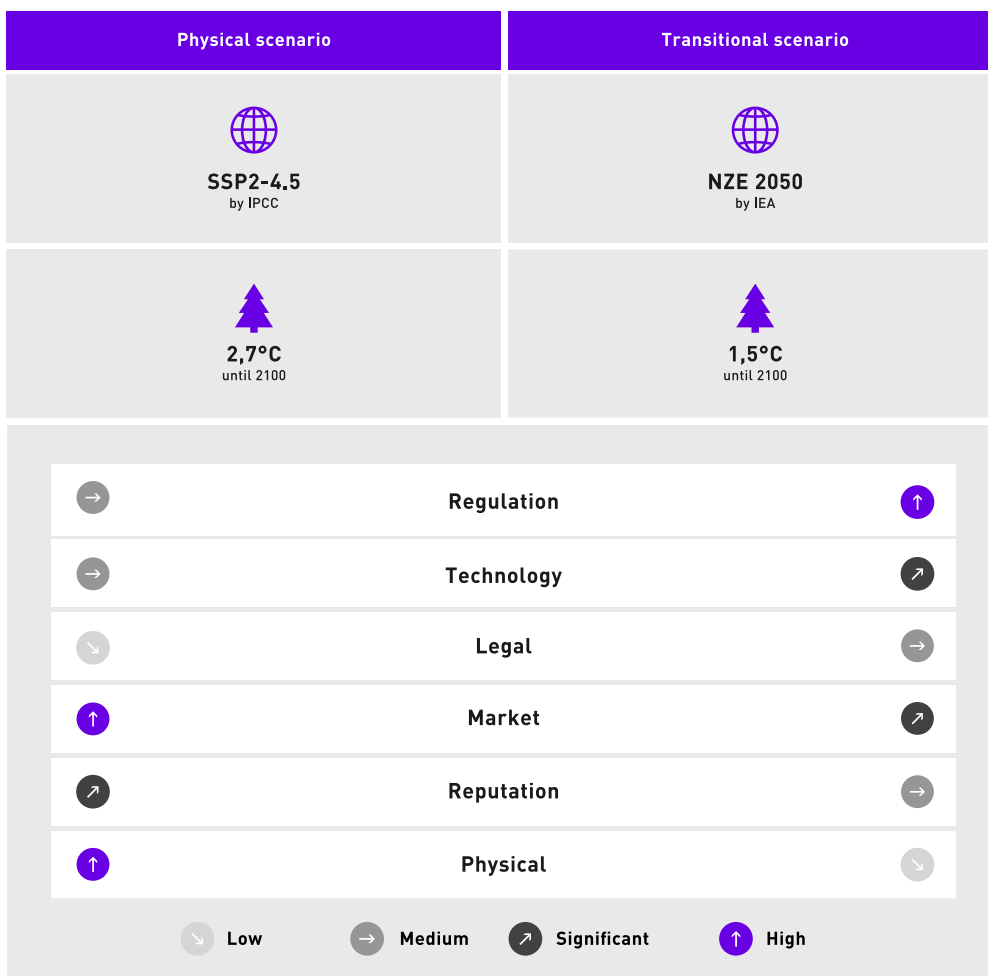 Physical scenario
Transitional scenario
SSP2-4.5
by IPCC
NZE 2050
by IEA
2,7°C
until 2100
1,5°C
until 2100
Regulation
Technology
Legal
Market
Reputation
Physical
Low
Medium
Significant
High